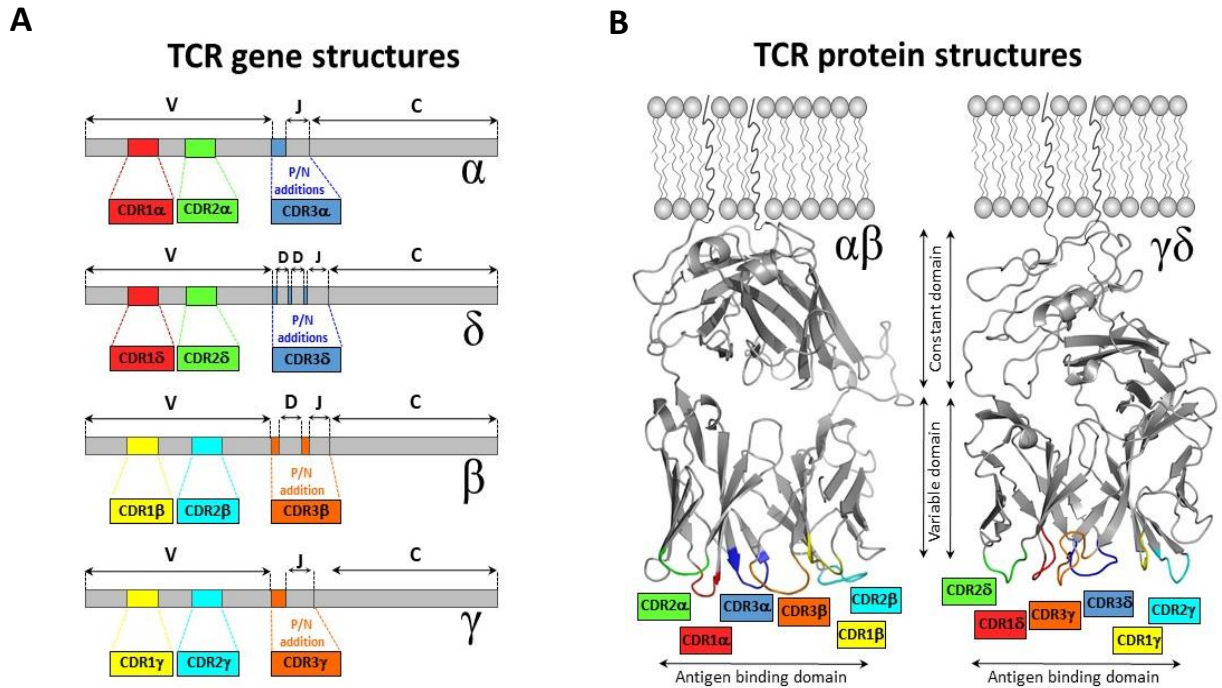 A
TCR gene structures
V J C
P/N
additions
α
CDR1α CDR2α CDR3α
V D D J C
P/N
additions
δ
CDR1δ CDR2δ CDR3δ
V D J C
P/N
addition
β
CDR1β CDR2β CDR3β
V J C
P/N
addition
γ
CDR1γ CDR2γ CDR3γ
B
TCR protein structures
αβ
γδ
Constant domain
Variable domain
CDR2α CDR3α CDR3β CDR2β
CDR1α CDR1β
Antigen binding domain
CDR2δ CDR3γ CDR3δ CDR2γ
CDR1δ CDR1γ
Antigen binding domain